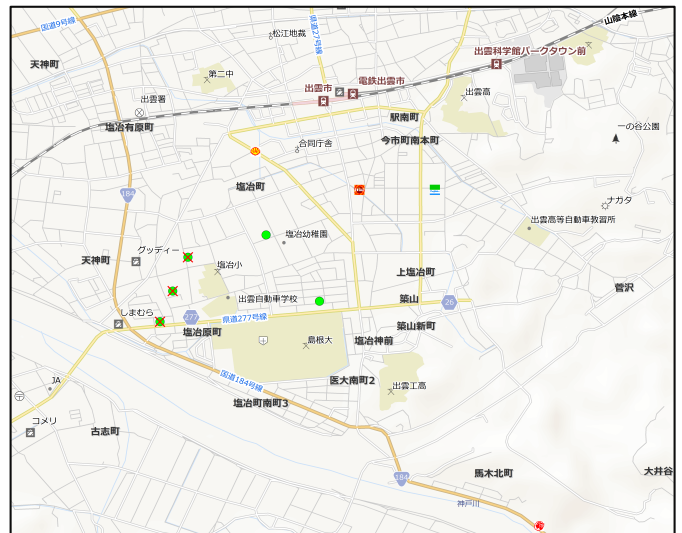 国道9号線
県道27号線
山陰本線
松江地裁
出雲科学館パークタウン前
天神町
第二中
出雲市
電鉄出雲市
出雲署
出雲高
駅南町
塩冶有原町
今市町南本町
一の谷公園
合同庁舎
塩冶町
184
ナガタ
出雲高等自動車教習所
塩冶幼稚園
グッディー
天神町
塩冶小
上塩冶町
菅沢
出雲自動車学校
築山
26
しまむら
277
県道277号線
築山新町
塩冶原町
島根大
塩冶神前
国道184号線
医大南町2
JA
出雲工高
塩冶町南町3
コメリ
古志町
馬木北町
大井谷
184
神戸川